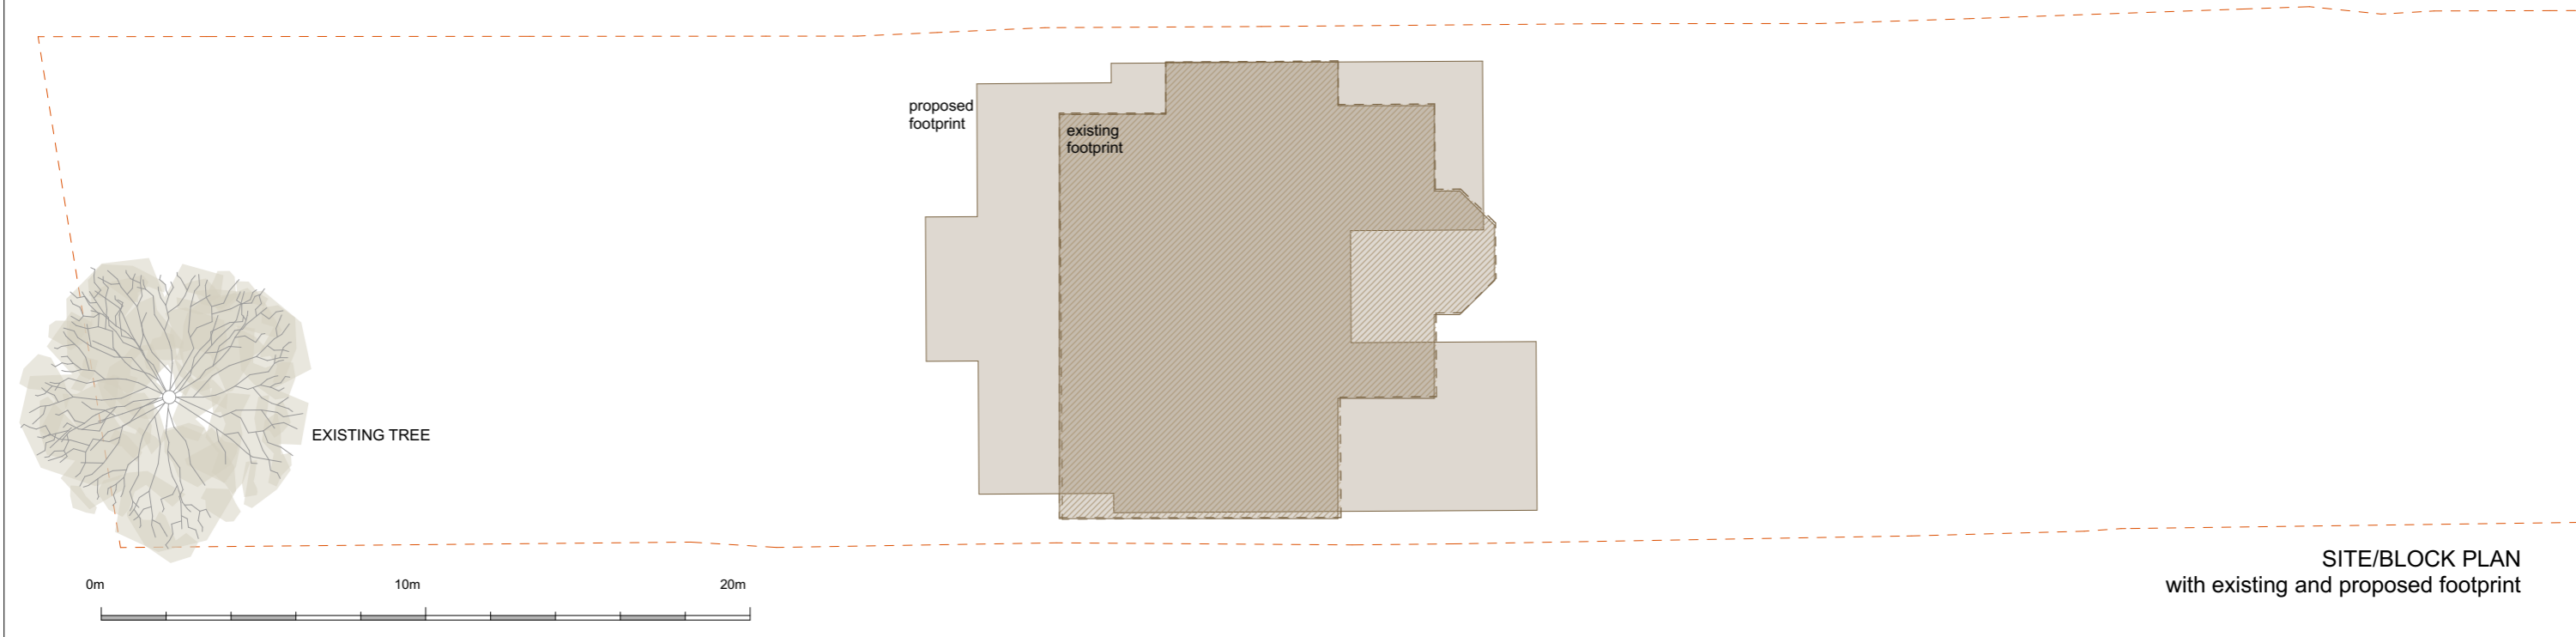 proposed
footprint
existing
footprint
EXISTING TREE
0m
10m
20m
SITE/BLOCK PLAN
with existing and proposed footprint